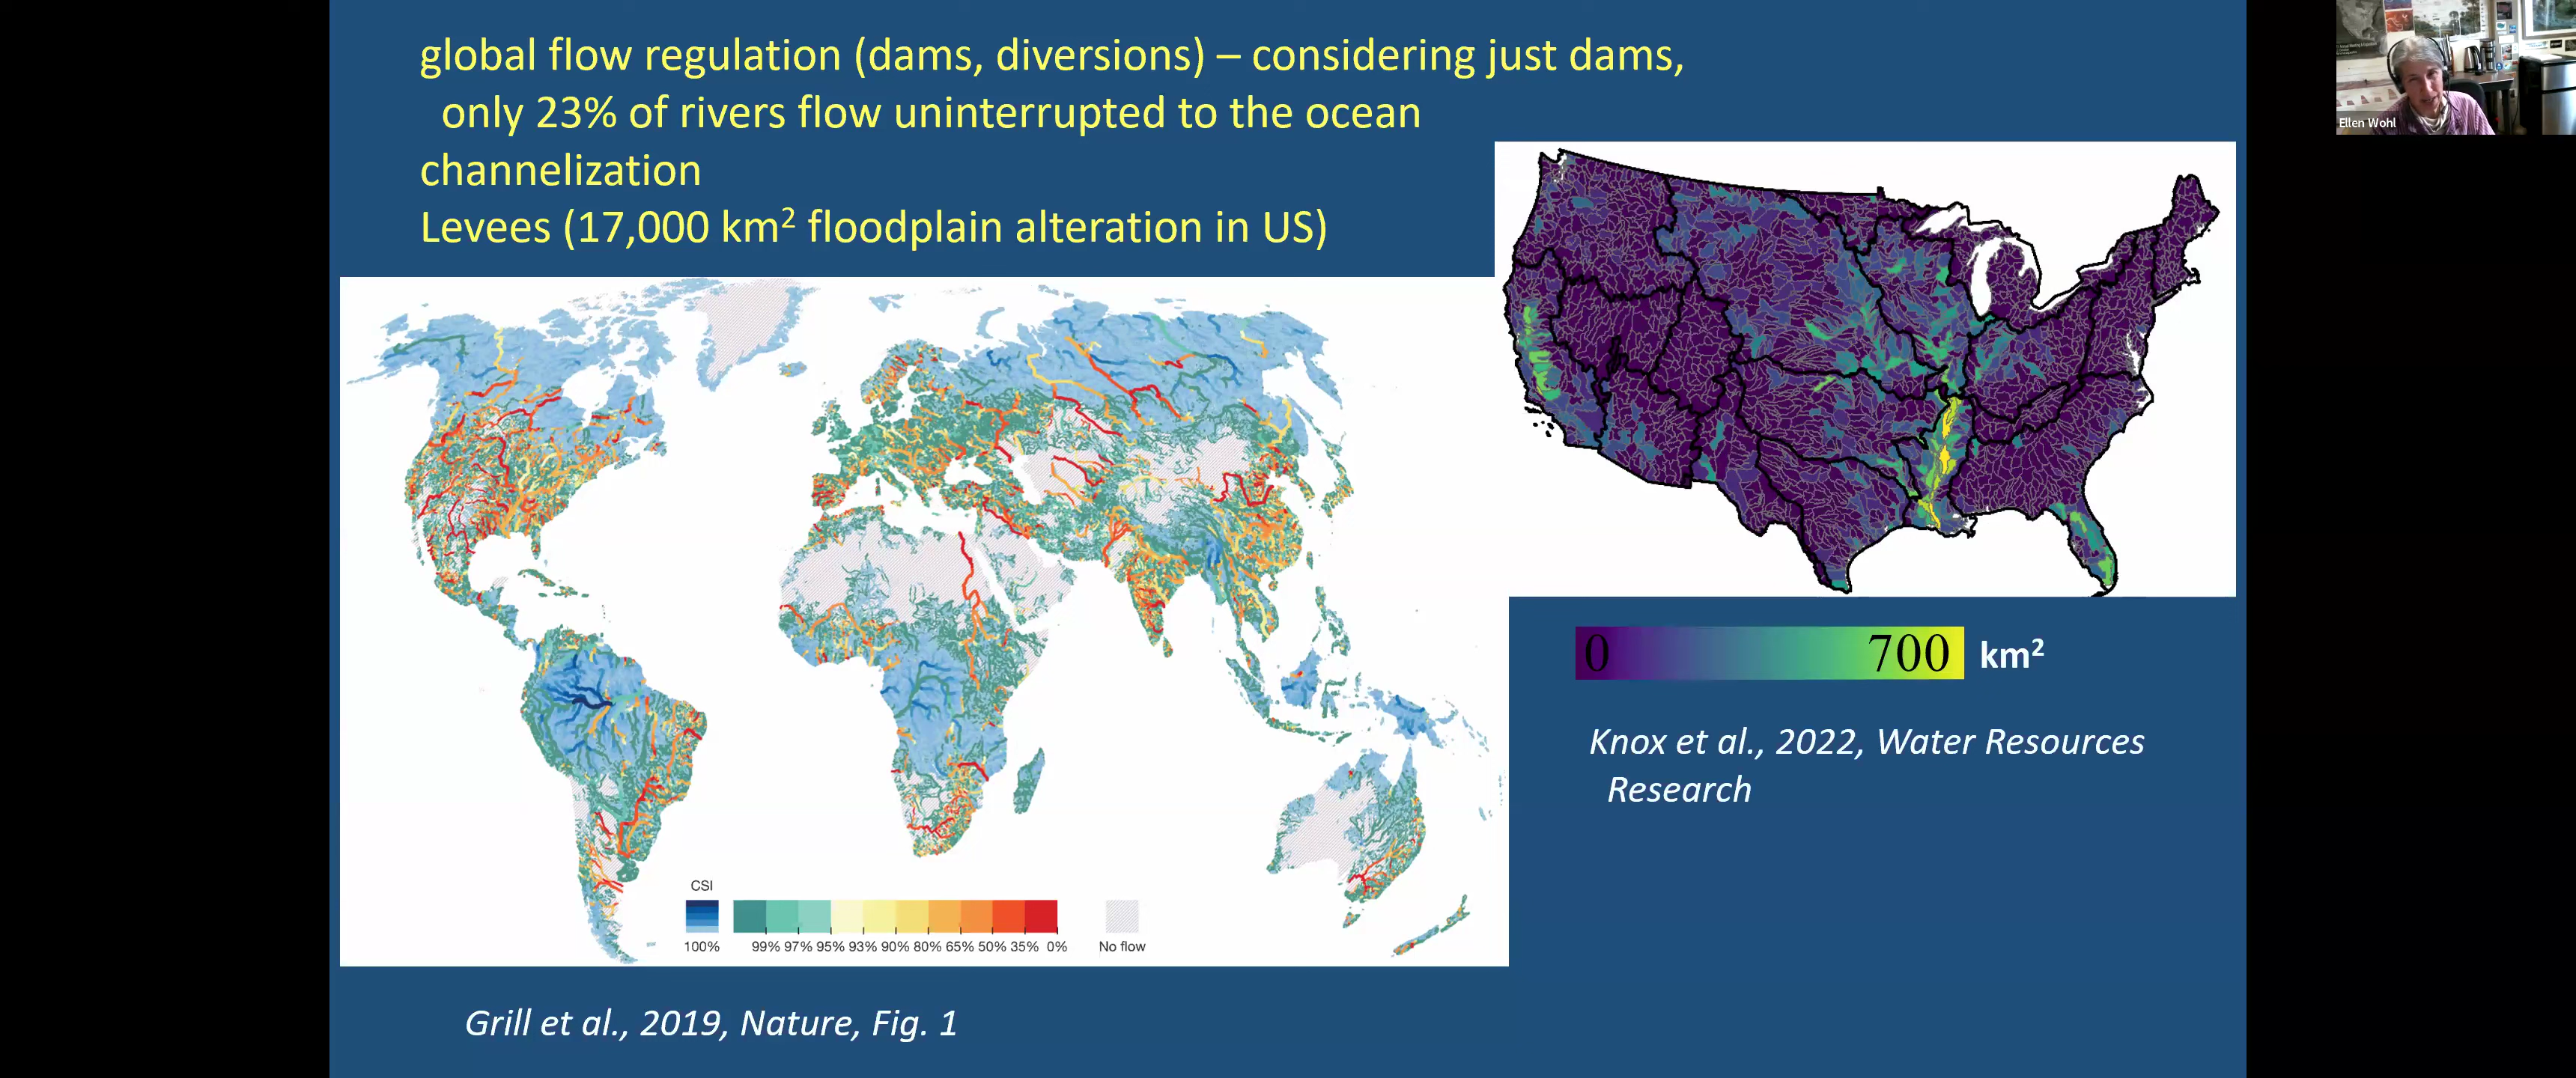 global flow regulation (dams, diversions) – considering just dams,
only 23% of rivers flow uninterrupted to the ocean
channelization
Levees (17,000 km² floodplain alteration in US)
Ellen Wohl
CSI
100%
99% 97% 95% 93% 90% 80% 65% 50% 35% 0%
No flow
0 700 km²
Knox et al., 2022, Water Resources
Research
Grill et al., 2019, Nature, Fig. 1